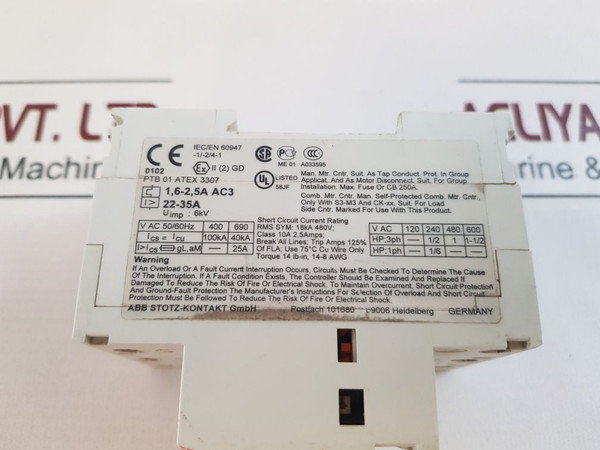 PVT. LTD
Machin
ASLIYA
Machine
IEC/EN 60947
-1/-2/4-1
0102
II (2) GD
PTB 01 ATEX 3307
ME 01
A033595
UL LISTED
58JF
1,6-2,5A AC3
I> 22-35A
Uimp : 6kV
V AC 50/60Hz 400 690
Ics = Icu 100kA 40kA
I>Ics gL,aM — 25A
Man. Mtr. Cntr. Suit. As Tap Conduct. Prot. In Group
Applicat. And As Motor Disconnect. Suit. For Group
Installation. Max. Fuse Or CB 250A.
Comb. Mtr. Cntr. Man. Self-Protected Comb. Mtr. Cntr.,
Only With S3-M3 And CK-xx. Suit. For Load
Side Cntr. Marked For Use With This Man. Mtr. Cntr.
Short Circuit Current Rating
RMS SYM: 18kA 480V;
Class 10A 2,5Amps;
Break All Lines; Trip Amps 125%
Of FLA; Use 75°C Cu Wire Only
Torque 14 lb-in, 14-8 AWG
V AC 120 240 480 600
HP;3ph — 1/2 1 1-1/2
HP;1ph — 1/6 — —
Warning
If An Overload Or A Fault Current Interruption Occurs, Circuits Must Be Checked To Determine The Cause
Of The Interruption. If A Fault Condition Exists, The Controller Should Be Examined And Replaced If
Damaged To Reduce The Risk Of Fire Or Electrical Shock. To Maintain Overcurrent, Short Circuit Protection
And Ground-Fault Protection The Manufacturer's Instructions For Selection Of Overload And Short Circuit
Protection Must Be Followed To Reduce The Risk Of Fire Or Electrical Shock.
ABB STOTZ-KONTAKT GmbH Postfach 101680 69006 Heidelberg GERMANY